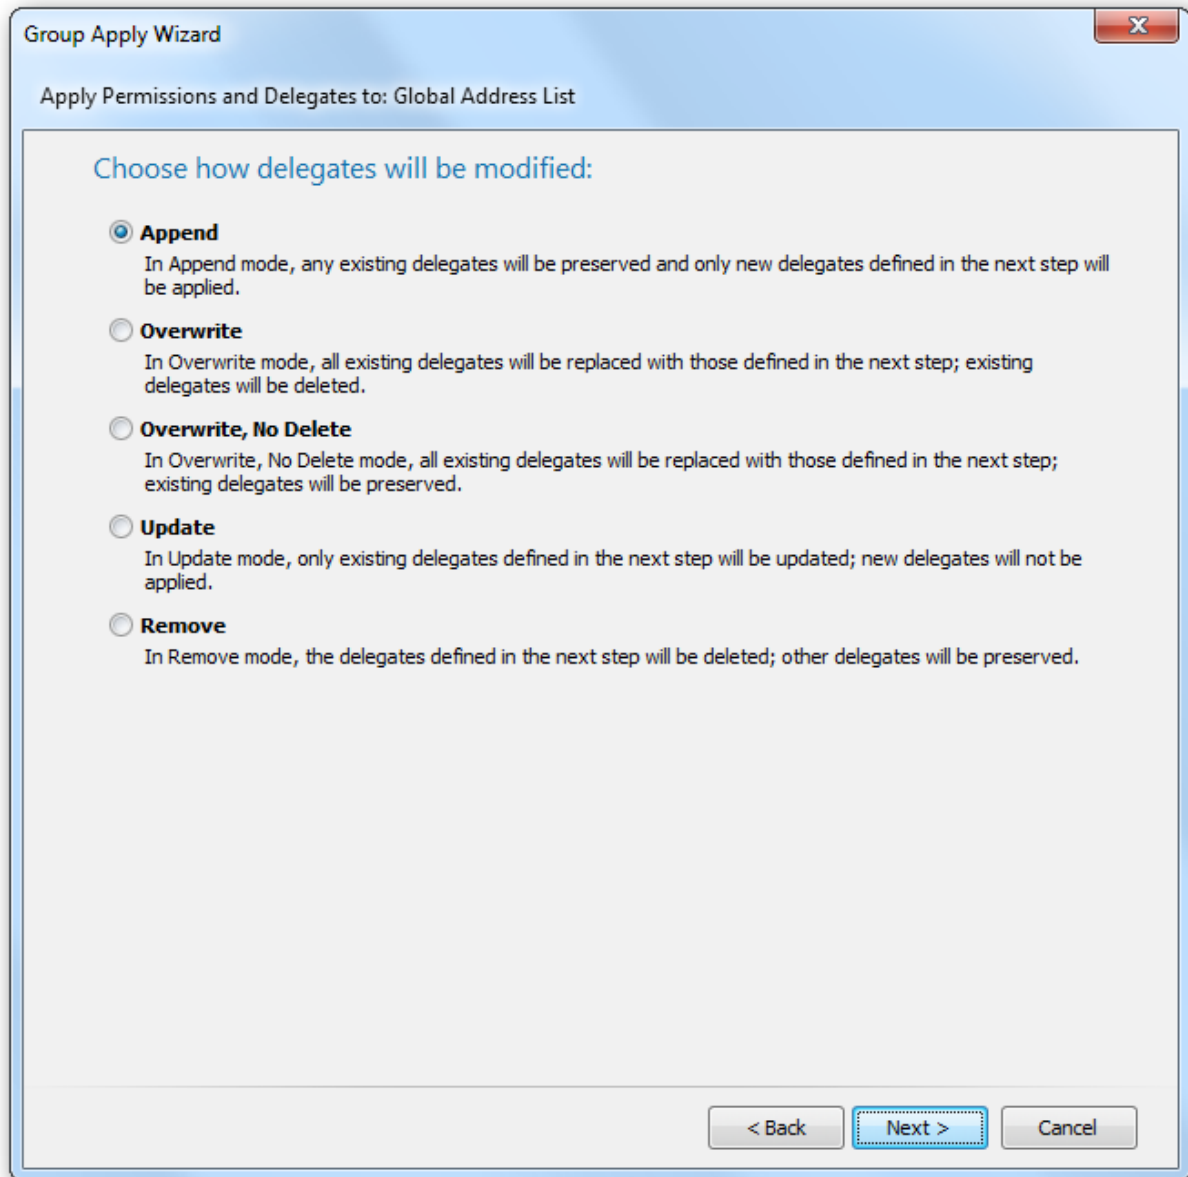 Group Apply Wizard
Apply Permissions and Delegates to: Global Address List
Choose how delegates will be modified:
Append
In Append mode, any existing delegates will be preserved and only new delegates defined in the next step will
be applied.
Overwrite
In Overwrite mode, all existing delegates will be replaced with those defined in the next step; existing
delegates will be deleted.
Overwrite, No Delete
In Overwrite, No Delete mode, all existing delegates will be replaced with those defined in the next step;
existing delegates will be preserved.
Update
In Update mode, only existing delegates defined in the next step will be updated; new delegates will not be
applied.
Remove
In Remove mode, the delegates defined in the next step will be deleted; other delegates will be preserved.
< Back Next > Cancel